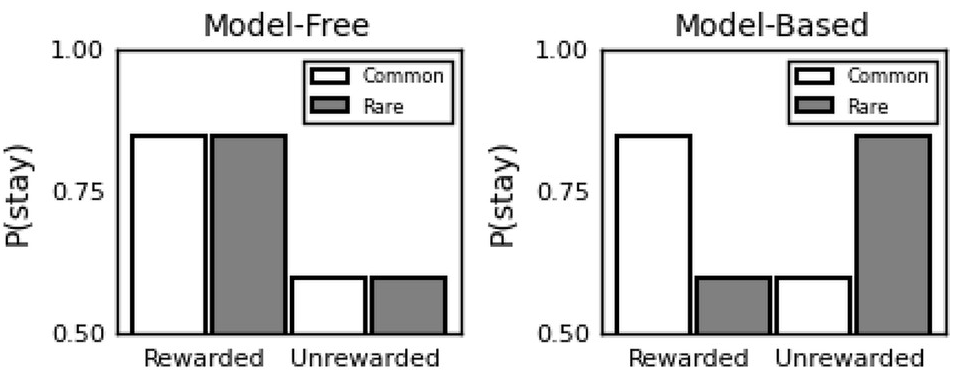 Model-Free
1.00
0.75
0.50
P(stay)
Common
Rare
Rewarded Unrewarded
Model-Based
1.00
0.75
0.50
P(stay)
Common
Rare
Rewarded Unrewarded